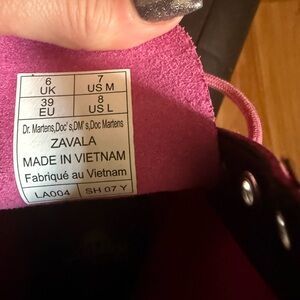 6 7
UK US M
39 8
EU US L
Dr. Martens,Doc's,DM's,Doc Martens
ZAVALA
MADE IN VIETNAM
Fabriqué au Vietnam
LA004 SH 07 Y